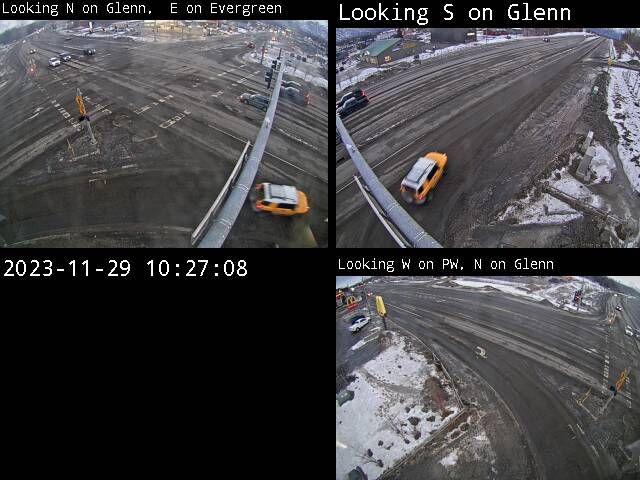 Looking N on Glenn, E on Evergreen
Looking S on Glenn
2023-11-29 10:27:08
Looking W on PW, N on Glenn